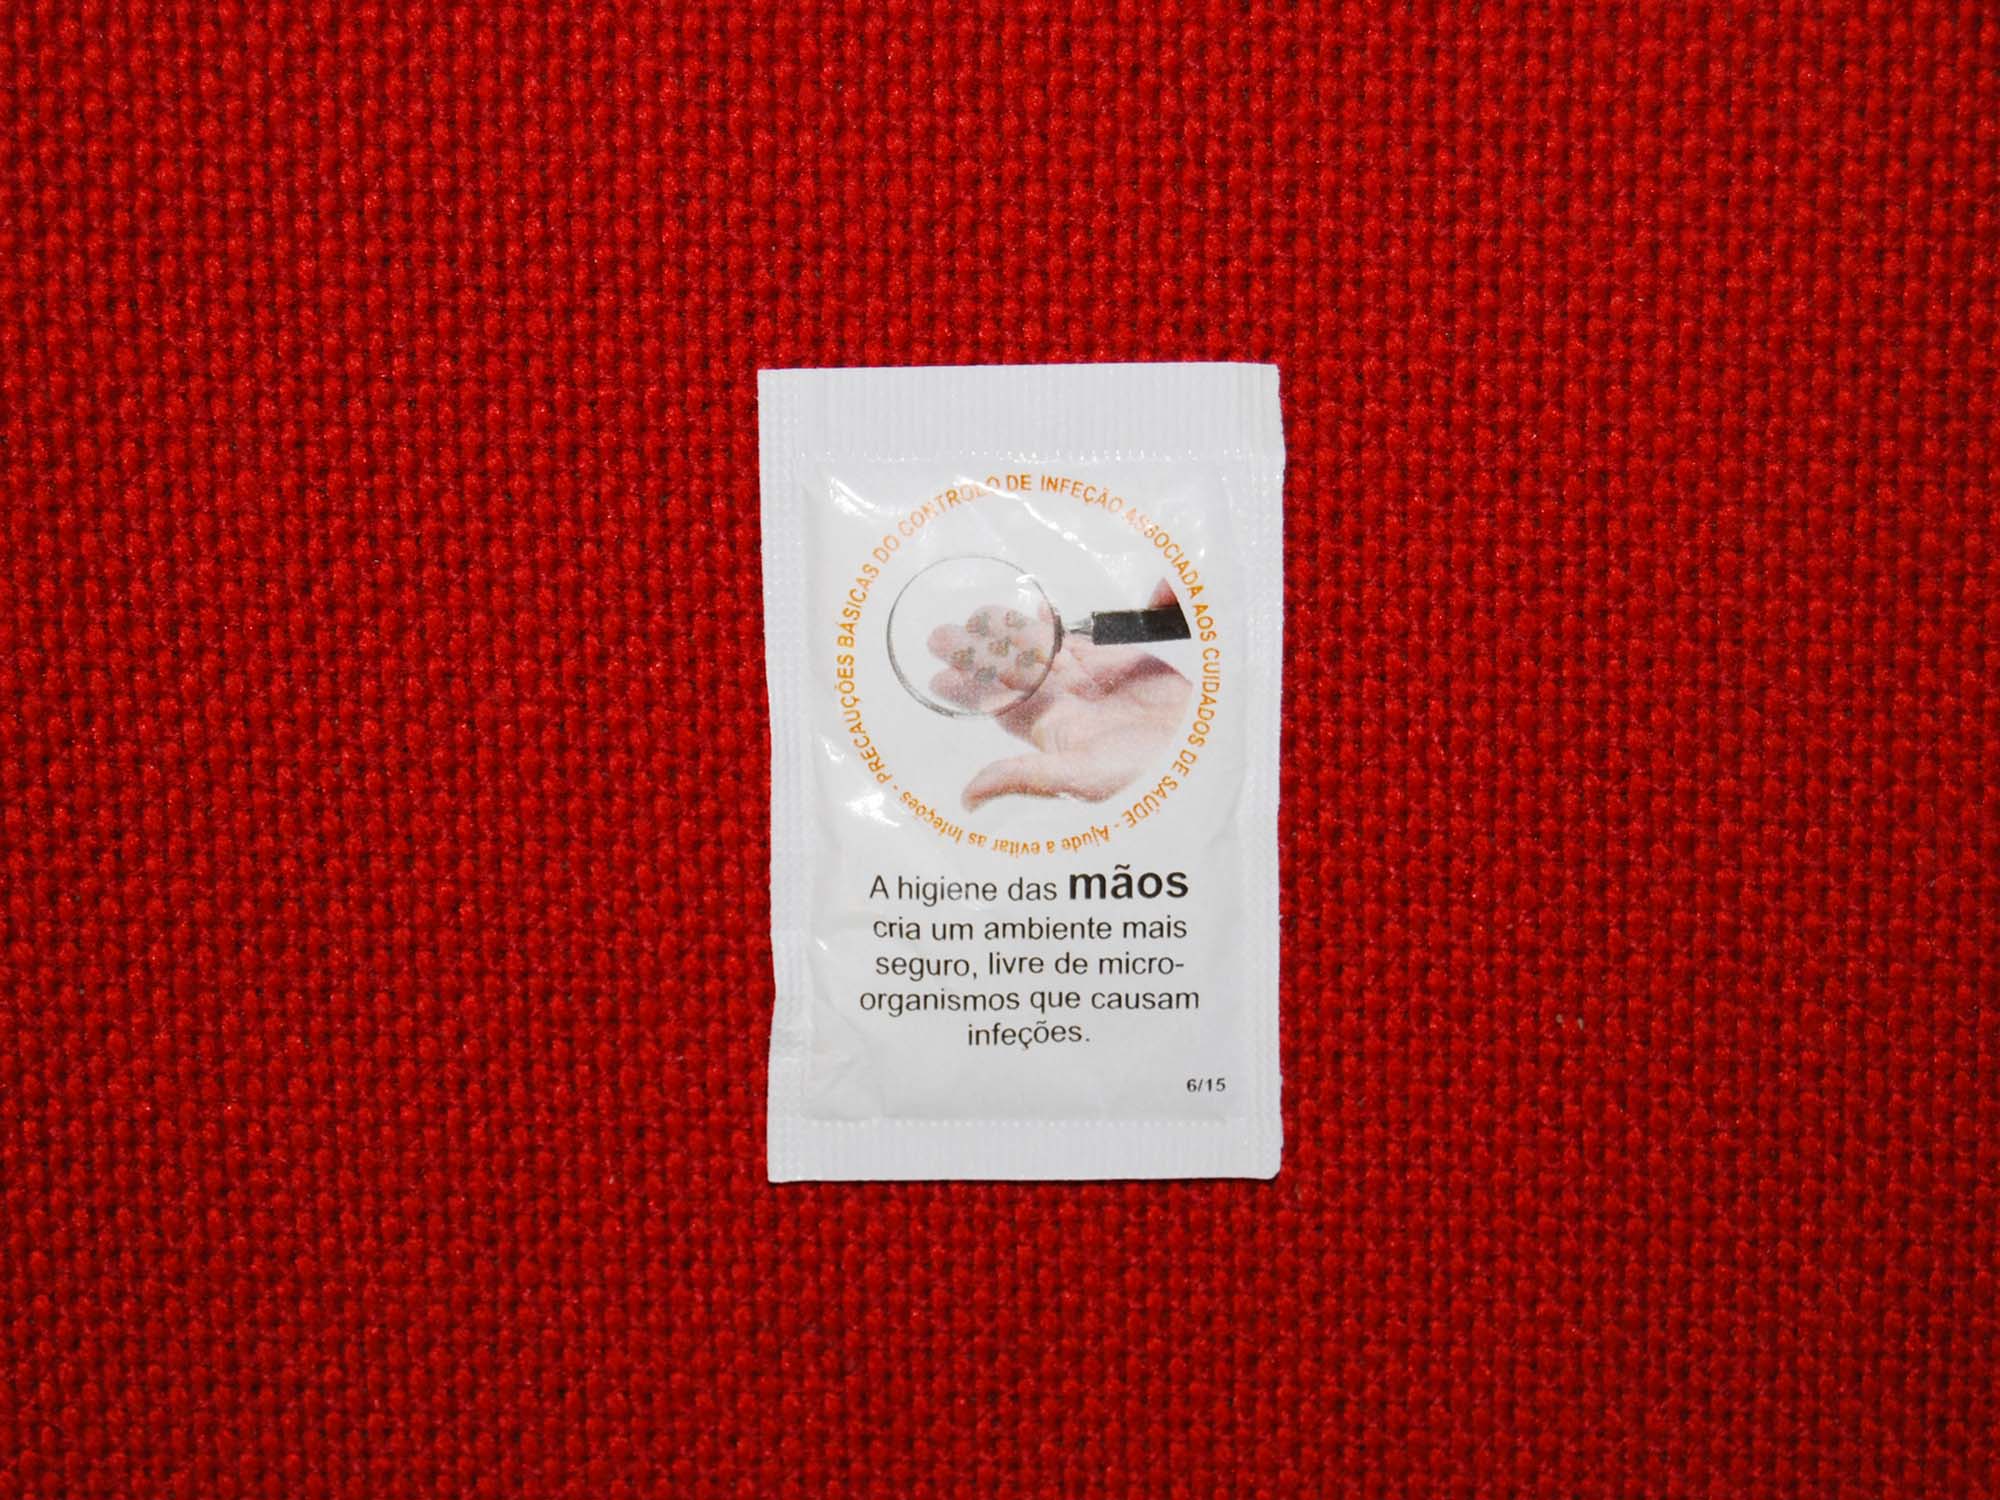 PRECAUÇÕES BÁSICAS DO CONTROLO DE INFEÇÃO ASSOCIADA AOS CUIDADOS DE SAÚDE - Ajude a evitar as Infeções -
A higiene das mãos
cria um ambiente mais
seguro, livre de micro-
organismos que causam
infeções.
6/15